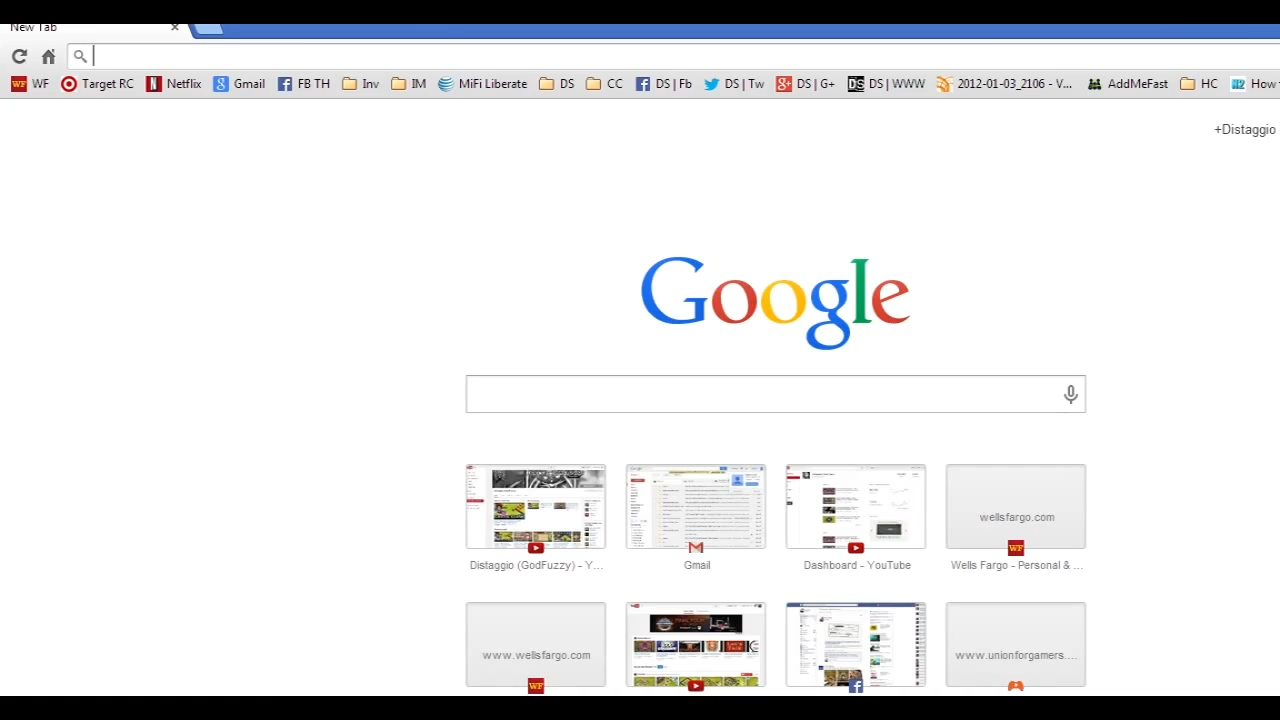 New Tab
WF Target RC Netflix Gmail FB TH Inv IM MiFi Liberate DS CC DS | Fb DS | Tw DS | G+ DS | WWW 2012-01-03_2106 - V... AddMeFast HC How
+Distaggio
Google
wellsfargo.com
Distaggio (GodFuzzy) - Y... Gmail Dashboard - YouTube Wells Fargo - Personal & ...
www.wellsfargo.com www.unionforgamers....